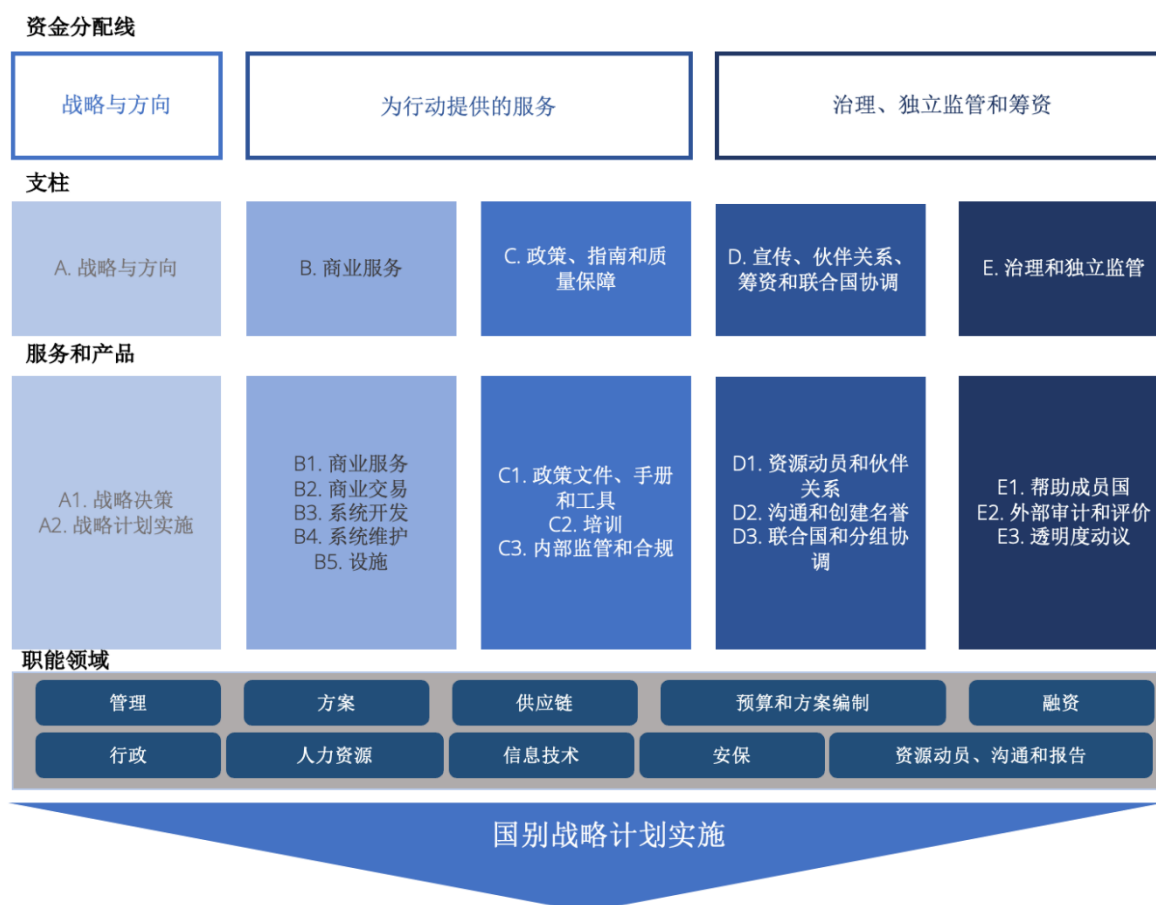 资金分配线
战略与方向
为行动提供的服务
治理、独立监管和筹资
支柱
A. 战略与方向
B. 商业服务
C. 政策、指南和质
量保障
D. 宣传、伙伴关系、
筹资和联合国协调
E. 治理和独立监管
服务和产品
A1. 战略决策
A2. 战略计划实施
B1. 商业服务
B2. 商业交易
B3. 系统开发
B4. 系统维护
B5. 设施
C1. 政策文件、手册
和工具
C2. 培训
C3. 内部监管和合规
D1. 资源动员和伙伴
关系
D2. 沟通和创建名誉
D3. 联合国和分组协
调
E1. 帮助成员国
E2. 外部审计和评价
E3. 透明度动议
职能领域
管理
方案
供应链
预算和方案编制
融资
行政
人力资源
信息技术
安保
资源动员、沟通和报告
国别战略计划实施